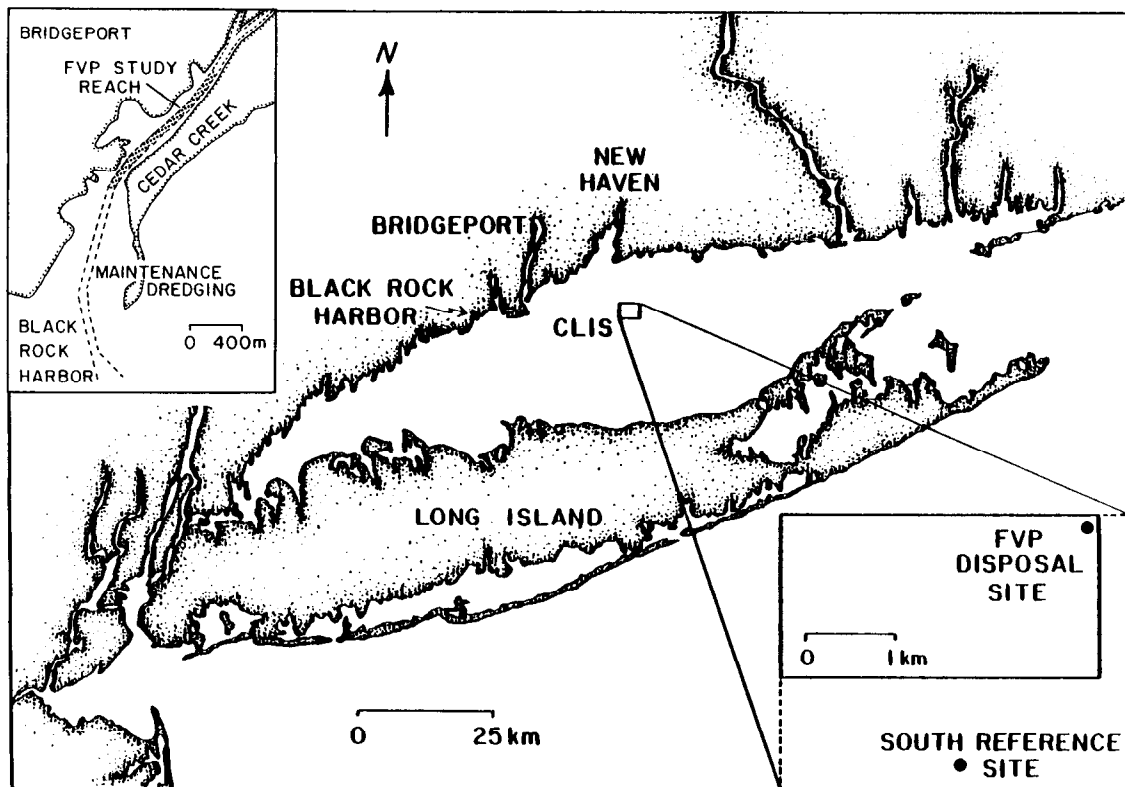 BRIDGEPORT
FVP STUDY
REACH
CEDAR CREEK
MAINTENANCE
DREDGING
0 400m
BLACK
ROCK
HARBOR
N
NEW
HAVEN
BRIDGEPORT
BLACK ROCK
HARBOR
CLIS
LONG ISLAND
0 25 km
FVP
DISPOSAL
SITE
0 1 km
SOUTH REFERENCE
SITE